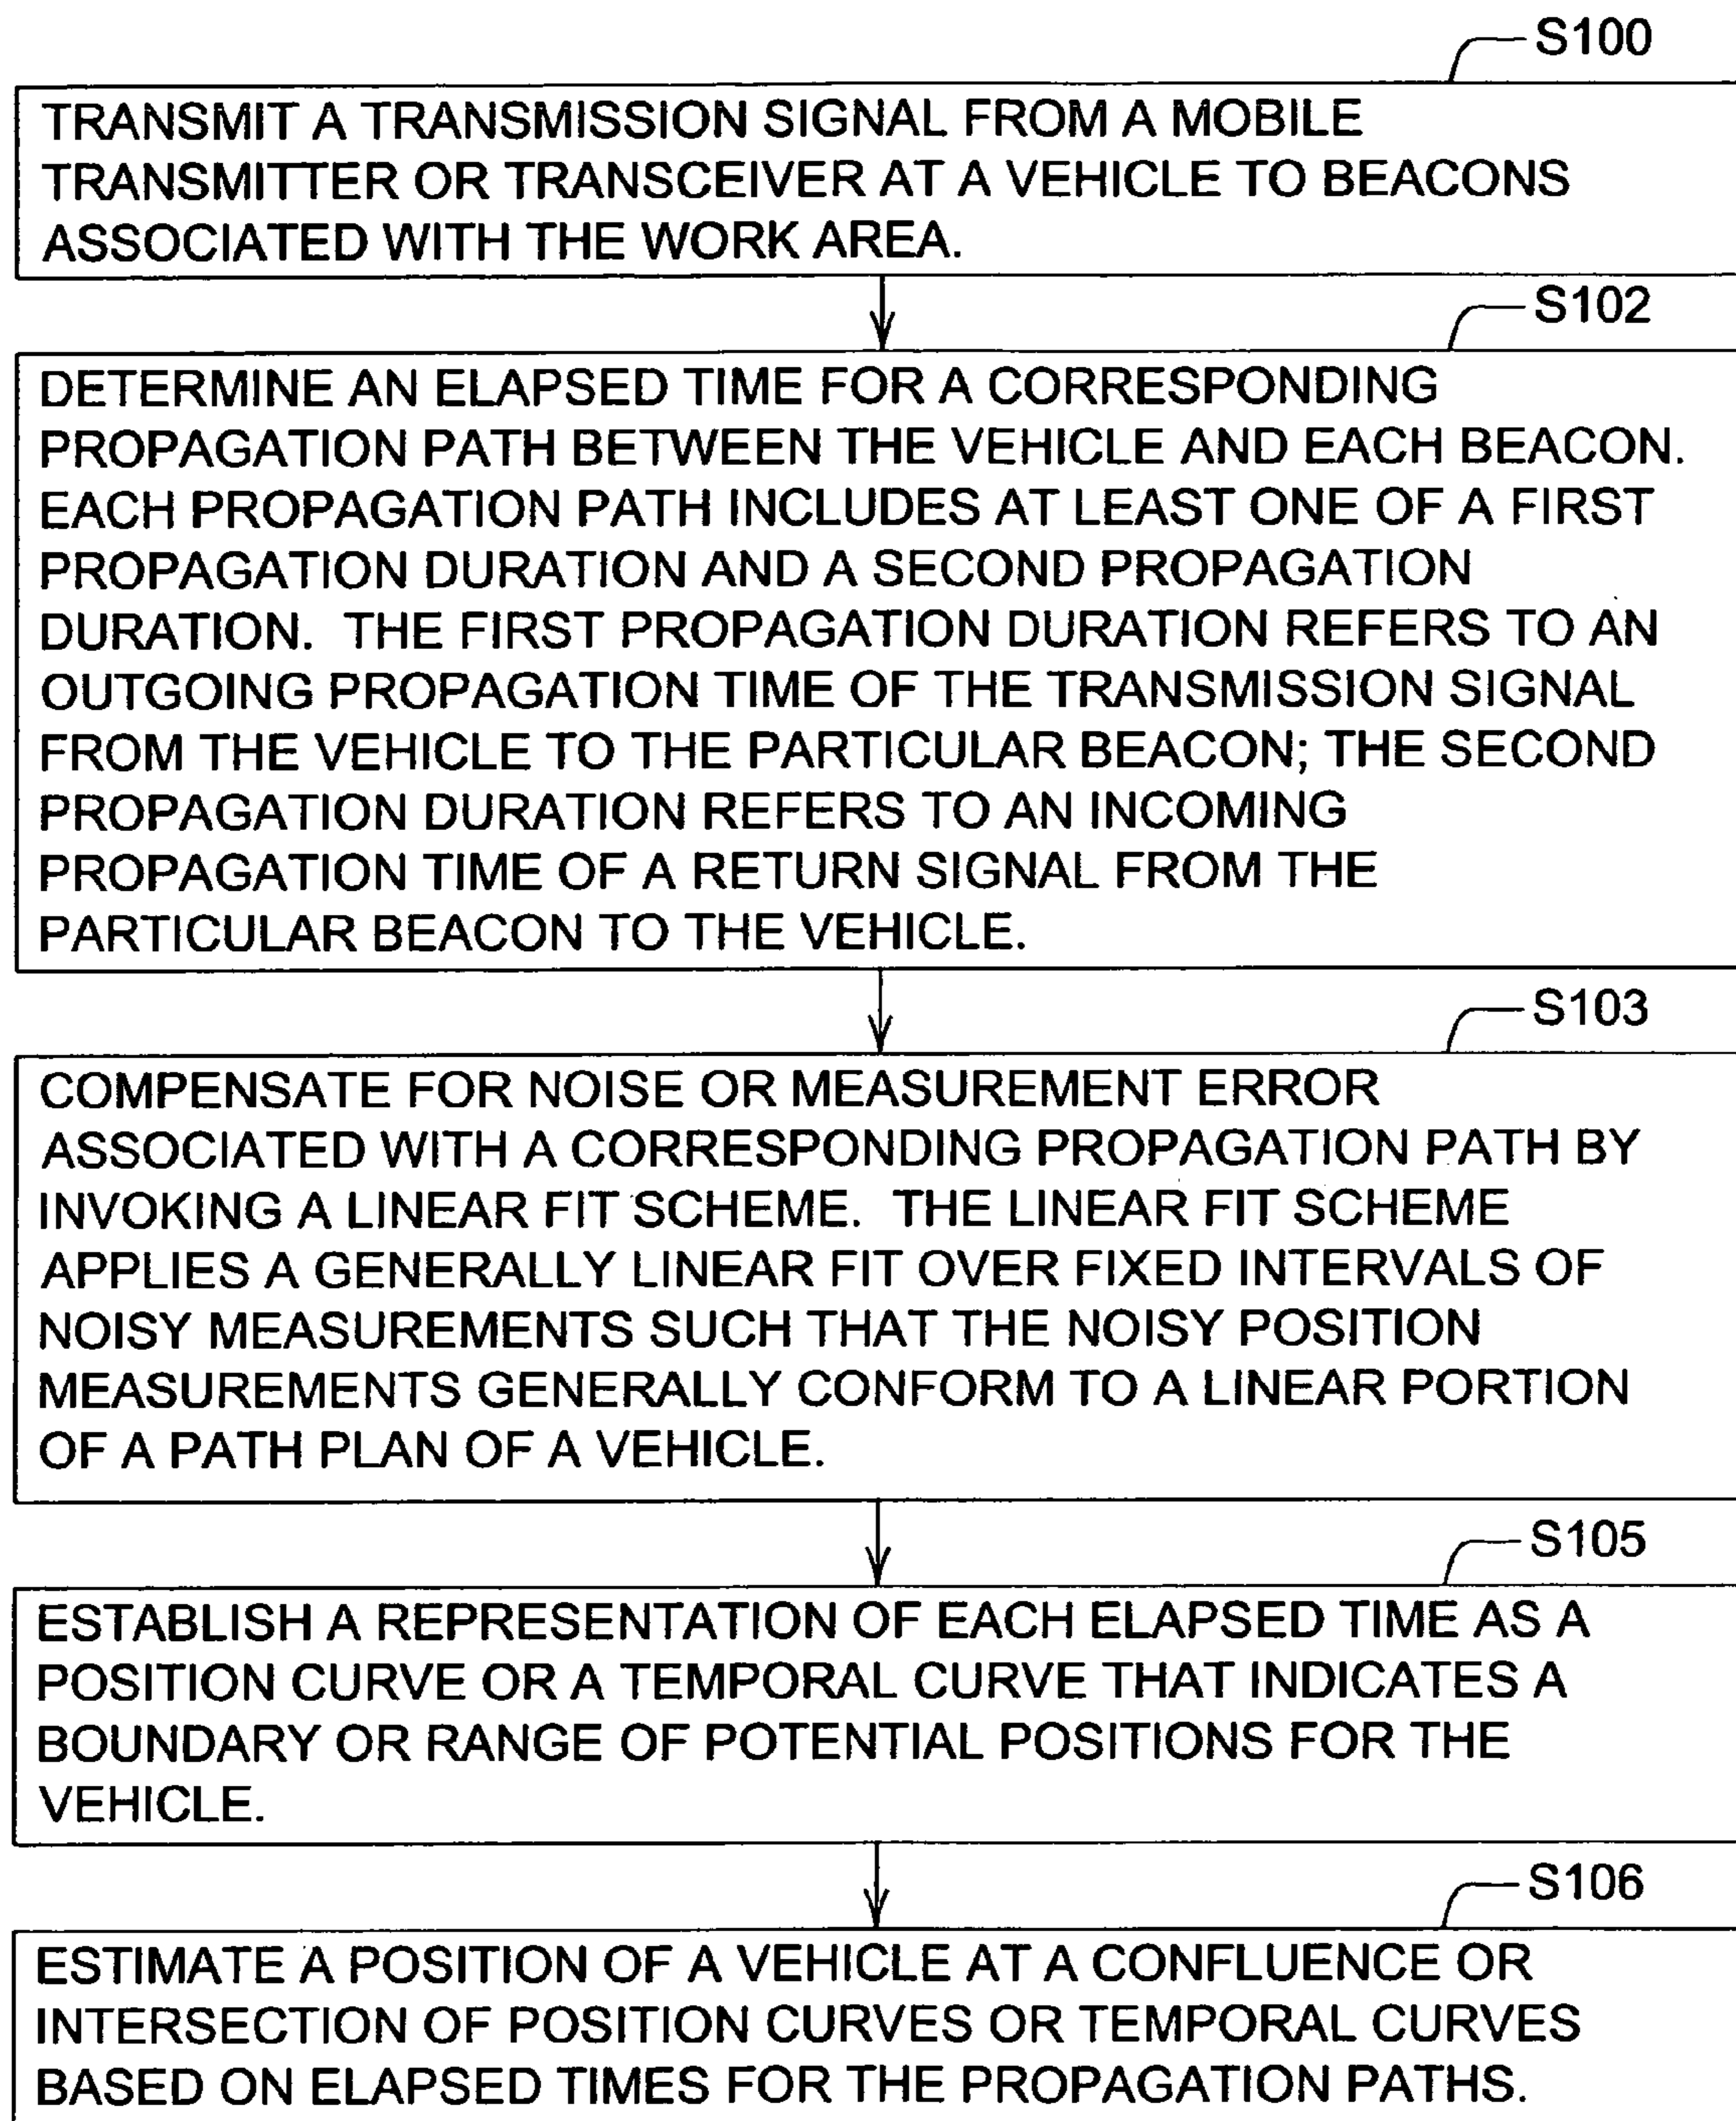 S100
TRANSMIT A TRANSMISSION SIGNAL FROM A MOBILE
TRANSMITTER OR TRANSCEIVER AT A VEHICLE TO BEACONS
ASSOCIATED WITH THE WORK AREA.
S102
DETERMINE AN ELAPSED TIME FOR A CORRESPONDING
PROPAGATION PATH BETWEEN THE VEHICLE AND EACH BEACON.
EACH PROPAGATION PATH INCLUDES AT LEAST ONE OF A FIRST
PROPAGATION DURATION AND A SECOND PROPAGATION
DURATION. THE FIRST PROPAGATION DURATION REFERS TO AN
OUTGOING PROPAGATION TIME OF THE TRANSMISSION SIGNAL
FROM THE VEHICLE TO THE PARTICULAR BEACON; THE SECOND
PROPAGATION DURATION REFERS TO AN INCOMING
PROPAGATION TIME OF A RETURN SIGNAL FROM THE
PARTICULAR BEACON TO THE VEHICLE.
S103
COMPENSATE FOR NOISE OR MEASUREMENT ERROR
ASSOCIATED WITH A CORRESPONDING PROPAGATION PATH BY
INVOKING A LINEAR FIT SCHEME. THE LINEAR FIT SCHEME
APPLIES A GENERALLY LINEAR FIT OVER FIXED INTERVALS OF
NOISY MEASUREMENTS SUCH THAT THE NOISY POSITION
MEASUREMENTS GENERALLY CONFORM TO A LINEAR PORTION
OF A PATH PLAN OF A VEHICLE.
S105
ESTABLISH A REPRESENTATION OF EACH ELAPSED TIME AS A
POSITION CURVE OR A TEMPORAL CURVE THAT INDICATES A
BOUNDARY OR RANGE OF POTENTIAL POSITIONS FOR THE
VEHICLE.
S106
ESTIMATE A POSITION OF A VEHICLE AT A CONFLUENCE OR
INTERSECTION OF POSITION CURVES OR TEMPORAL CURVES
BASED ON ELAPSED TIMES FOR THE PROPAGATION PATHS.